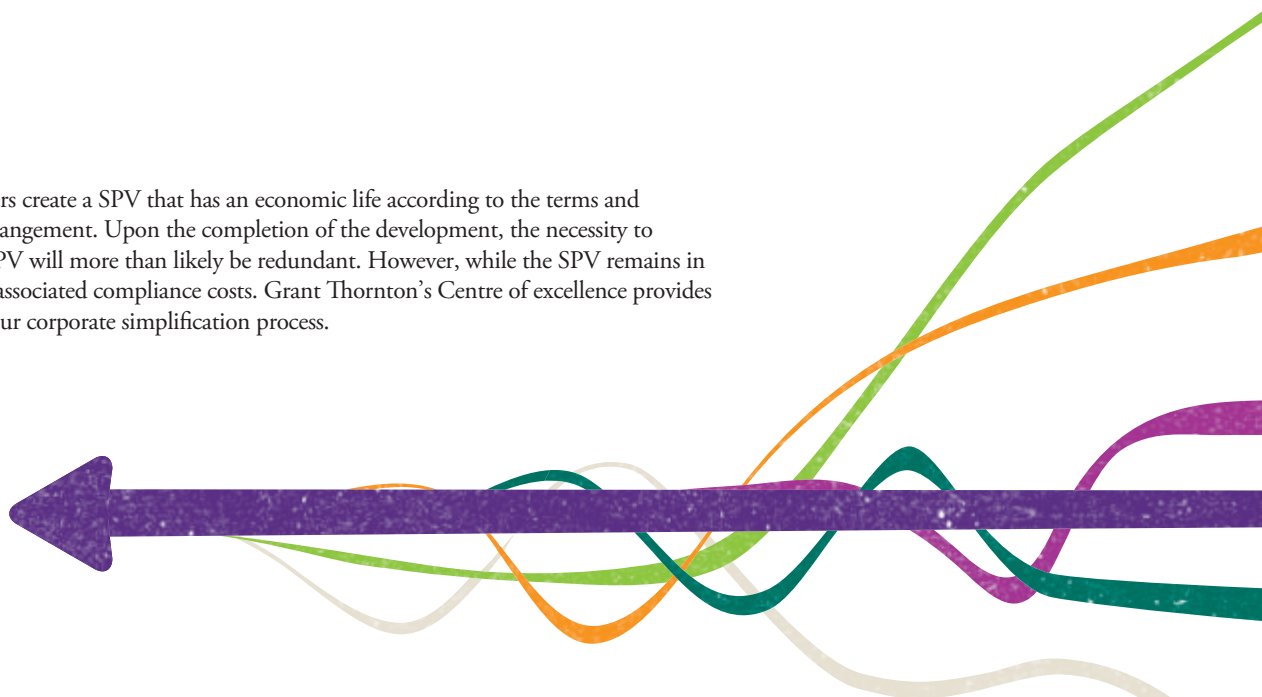 rs create a SPV that has an economic life according to the terms and
angement. Upon the completion of the development, the necessity to
PV will more than likely be redundant. However, while the SPV remains in
associated compliance costs. Grant Thornton’s Centre of excellence provides
ur corporate simplification process.